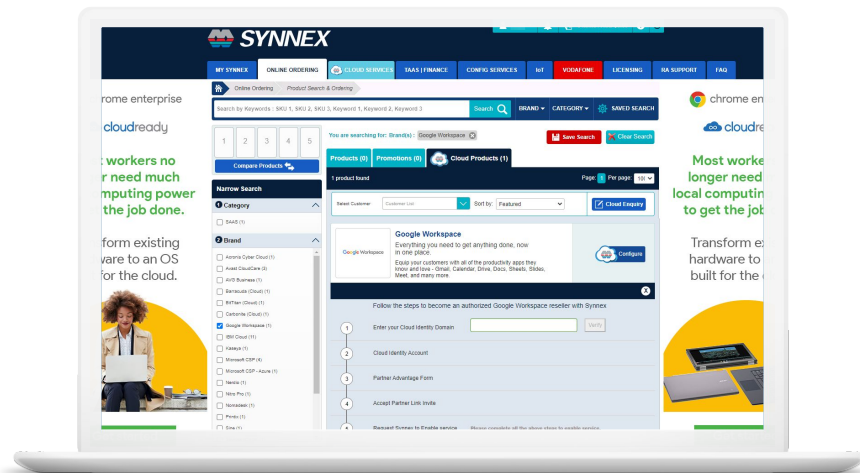 SYNNEX
MY SYNNEX
ONLINE ORDERING
CLOUD SERVICES
TAAS | FINANCE
CONFIG SERVICES
IoT
VODAFONE
LICENSING
RA SUPPORT
FAQ
Online Ordering
Product Search & Ordering
Search by Keywords : SKU 1, SKU 2, SKU 3, Keyword 1, Keyword 2, Keyword 3
Search
BRAND
CATEGORY
SAVED SEARCH
rome enterprise
cloudready
workers no
r need much
mputing power
the job done.
form existing
ware to an OS
for the cloud.
1 2 3 4 5
Compare Products
Narrow Search
1 Category
SAAS (1)
2 Brand
Acronis Cyber Cloud (1)
Avast CloudCare (3)
AVG Business (1)
Barracuda (Cloud) (1)
BitTitan (Cloud) (1)
Carbonite (Cloud) (1)
Google Workspace (1)
IBM Cloud (11)
Kaseya (1)
Microsoft CSP (4)
Microsoft CSP - Azure (1)
Nerdio (1)
Nitro Pro (1)
Nomadesk (1)
Printix (1)
You are searching for: Brand(s) : Google Workspace
Save Search
Clear Search
Products (0)
Promotions (0)
Cloud Products (1)
1 product found
Page: 1 Per page:
Select Customer
Customer List
Sort by: Featured
Cloud Enquiry
Google Workspace
Google Workspace
Everything you need to get anything done, now
in one place.
Equip your customers with all of the productivity apps they
know and love - Gmail, Calendar, Drive, Docs, Sheets, Slides,
Meet, and many more
Configure
X
Follow the steps to become an authorized Google Workspace reseller with Synnex
1 Enter your Cloud Identity Domain
Verify
2 Cloud Identity Account
3 Partner Advantage Form
4 Accept Partner Link Invite
Request Synnex to Enable service
Please complete all the above steps to enable service
chrome en
cloudre
Most worke
longer need
local computin
to get the job
Transform e
hardware to
built for the